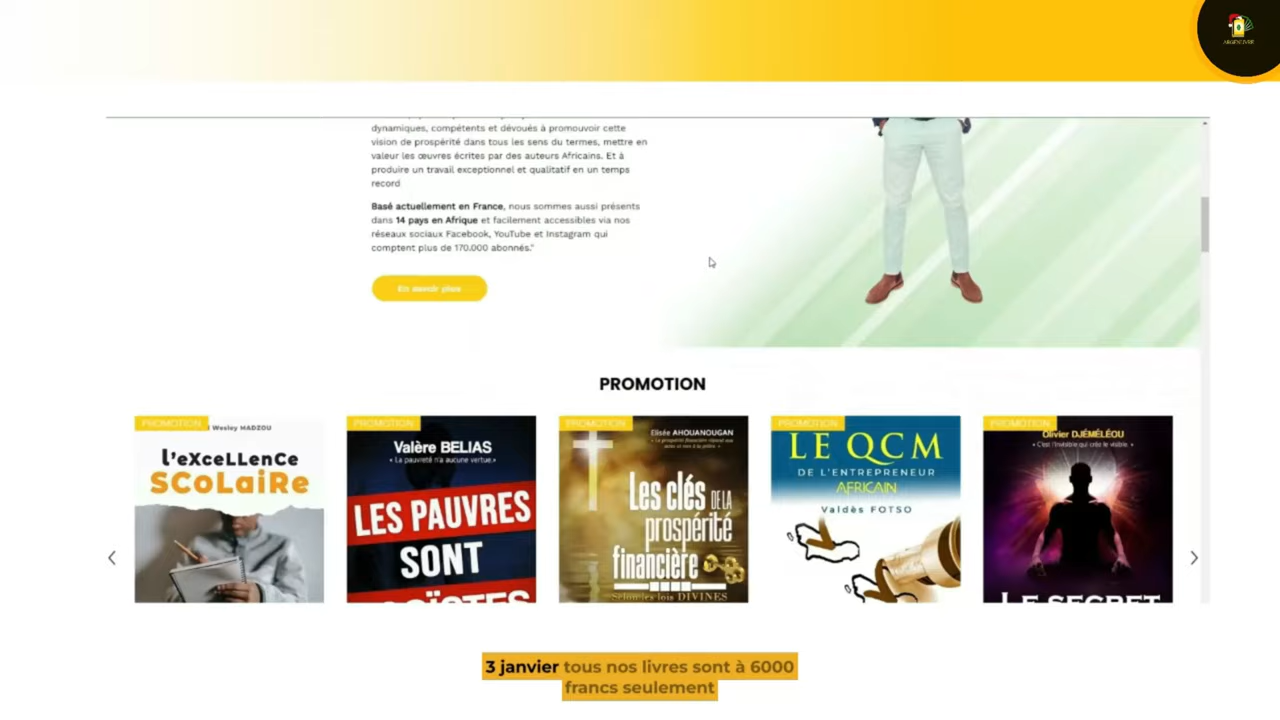 ARGENLIVRE
dynamiques, compétents et dévoués à promouvoir cette
vision de prospérité dans tous les sens du termes, mettre en
valeur les œuvres écrites par des auteurs Africains. Et à
produire un travail exceptionnel et qualitatif en un temps
record
Basé actuellement en France, nous sommes aussi présents
dans 14 pays en Afrique et facilement accessibles via nos
réseaux sociaux Facebook, YouTube et Instagram qui
comptent plus de 170.000 abonnés."
En savoir plus
PROMOTION
PROMOTION
Wesley MADZOU
l'eXceLLenCe
SCoLaiRe
PROMOTION
Valère BELIAS
« La pauvreté n'a aucune vertue.»
LES PAUVRES
SONT
PROMOTION
Elisée AHOUANOUGAN
Les clés DE LA
prospérité
financière
Selon les lois DIVINES
PROMOTION
LE QCM
DE L'ENTREPRENEUR
AFRICAIN
Valdès FOTSO
PROMOTION
Olivier DJÉMÉLÉOU
« C'est l'invisible qui crée le visible. »
LE SECRET
3 janvier tous nos livres sont à 6000
francs seulement